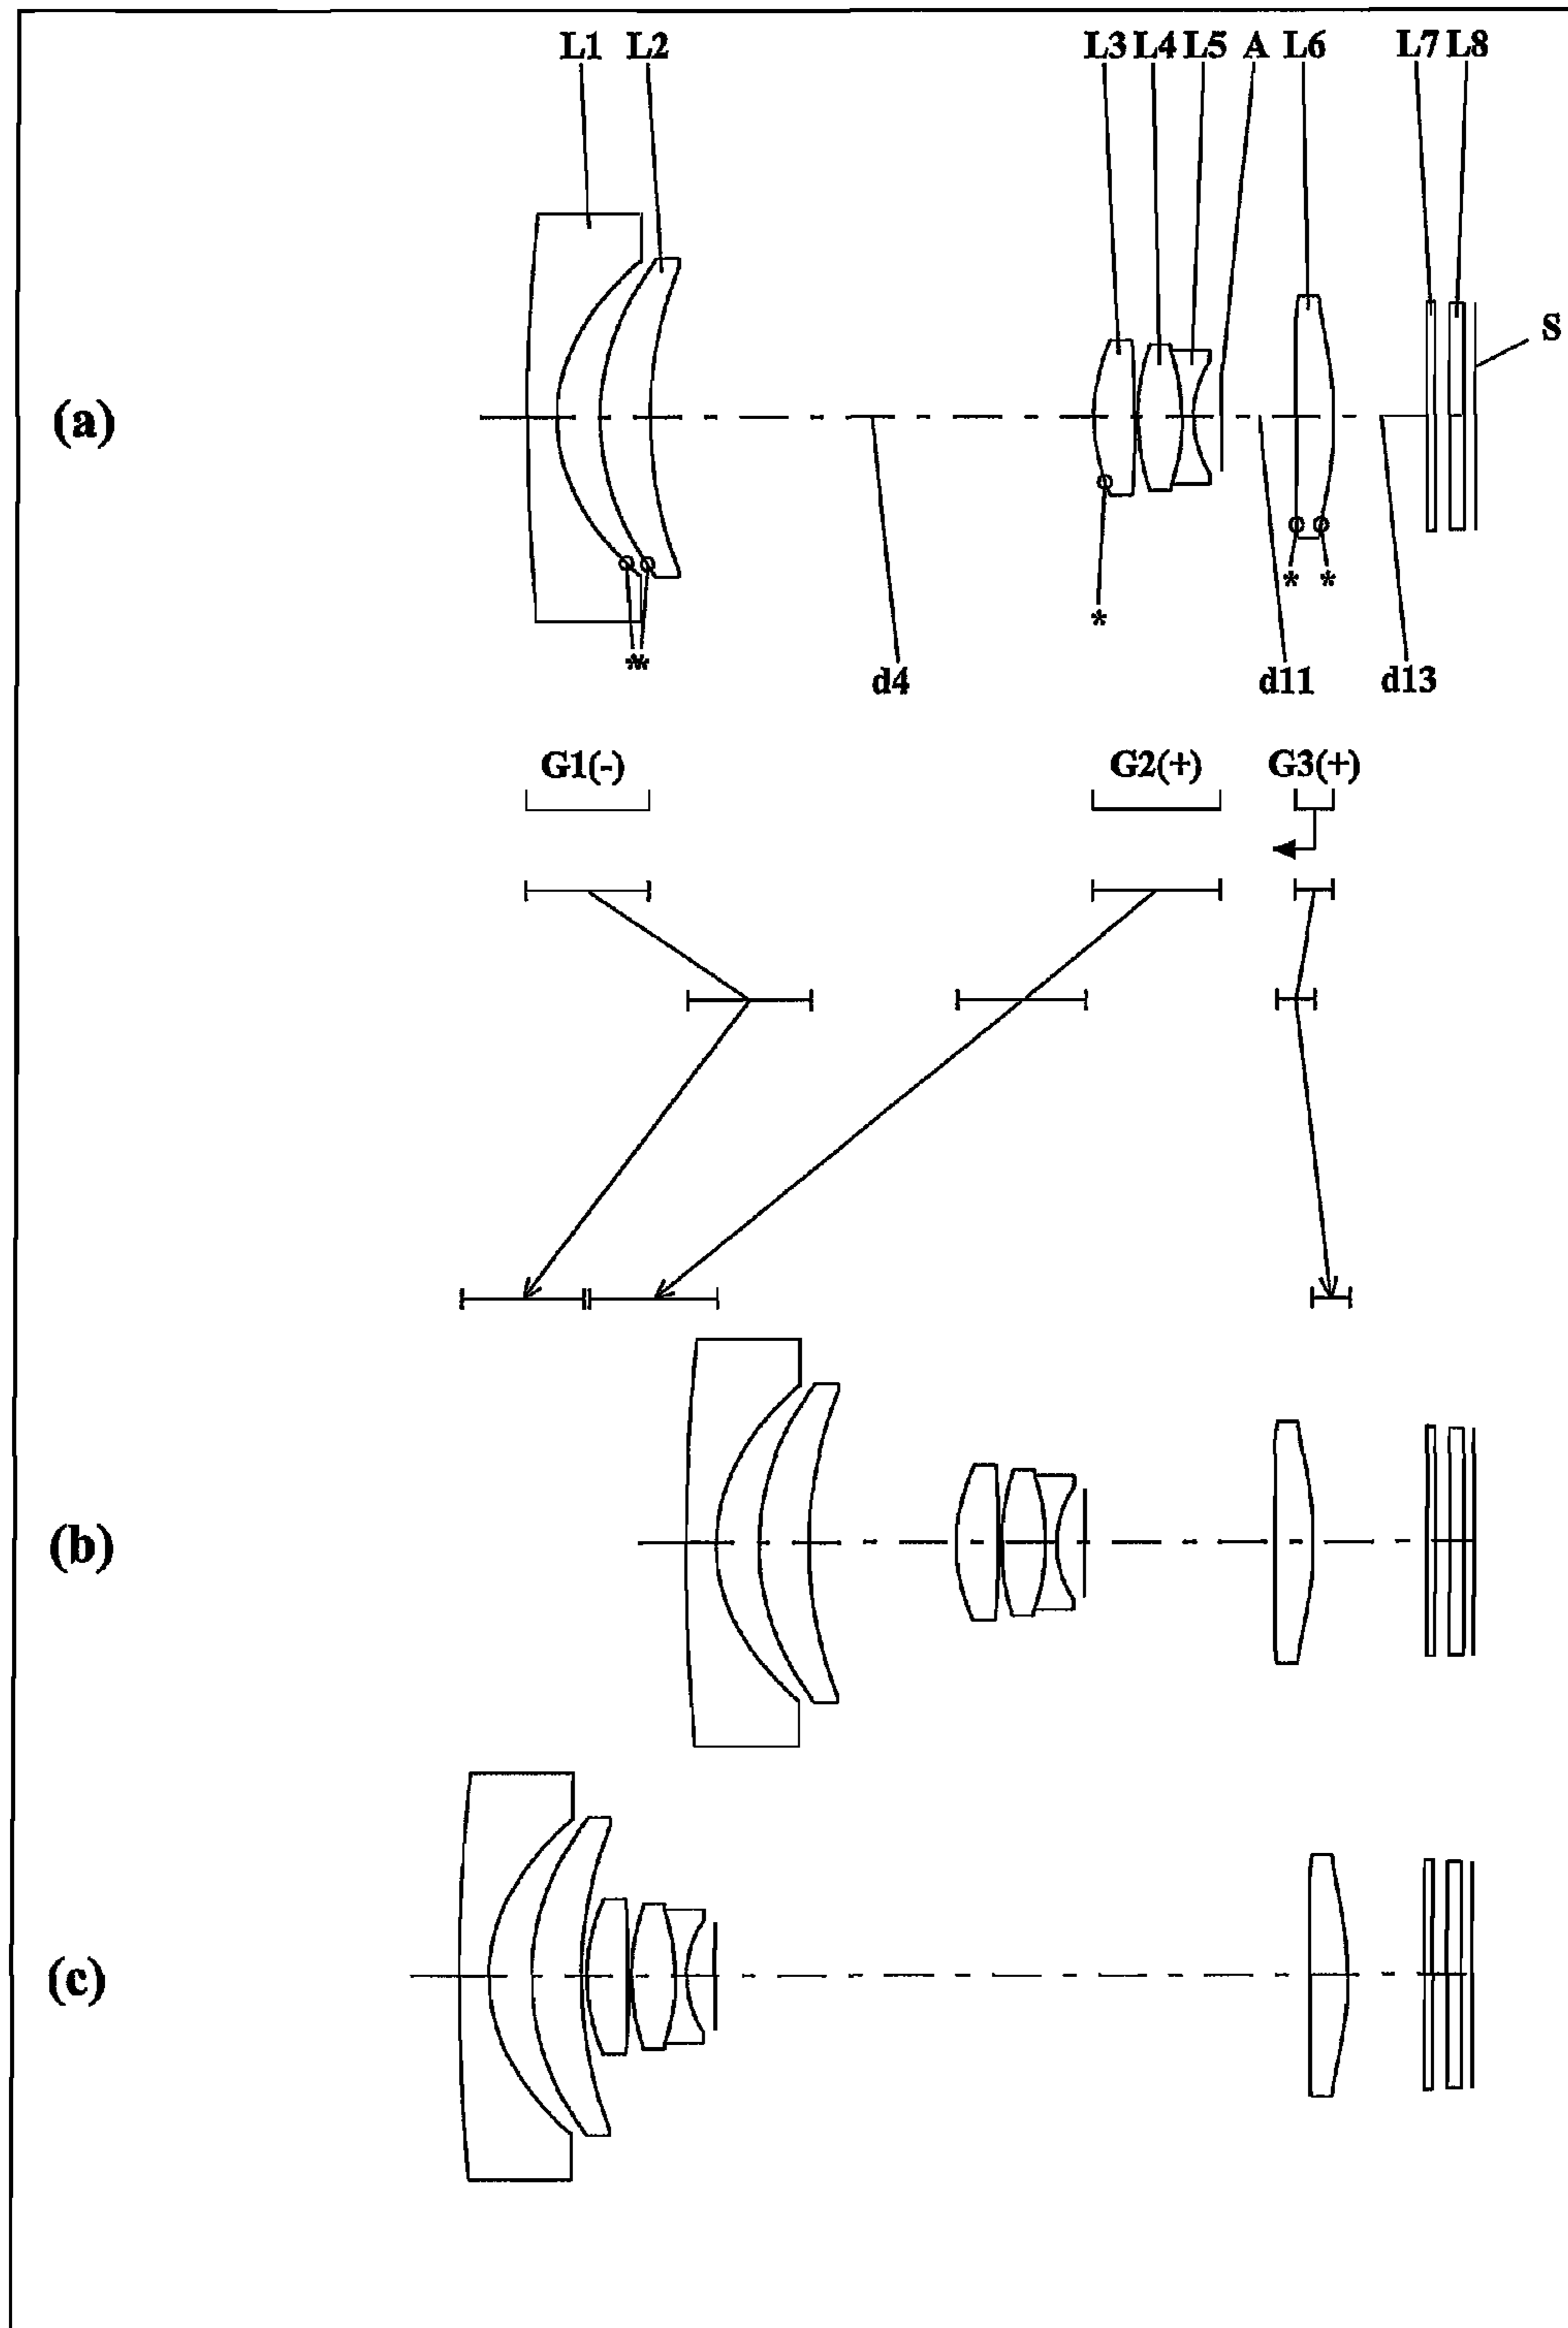 L1 L2 L3 L4 L5 A L6 L7 L8
S
(a)
* * * * *
d4 d11 d13
G1(-) G2(+) G3(+)
(b)
(c)